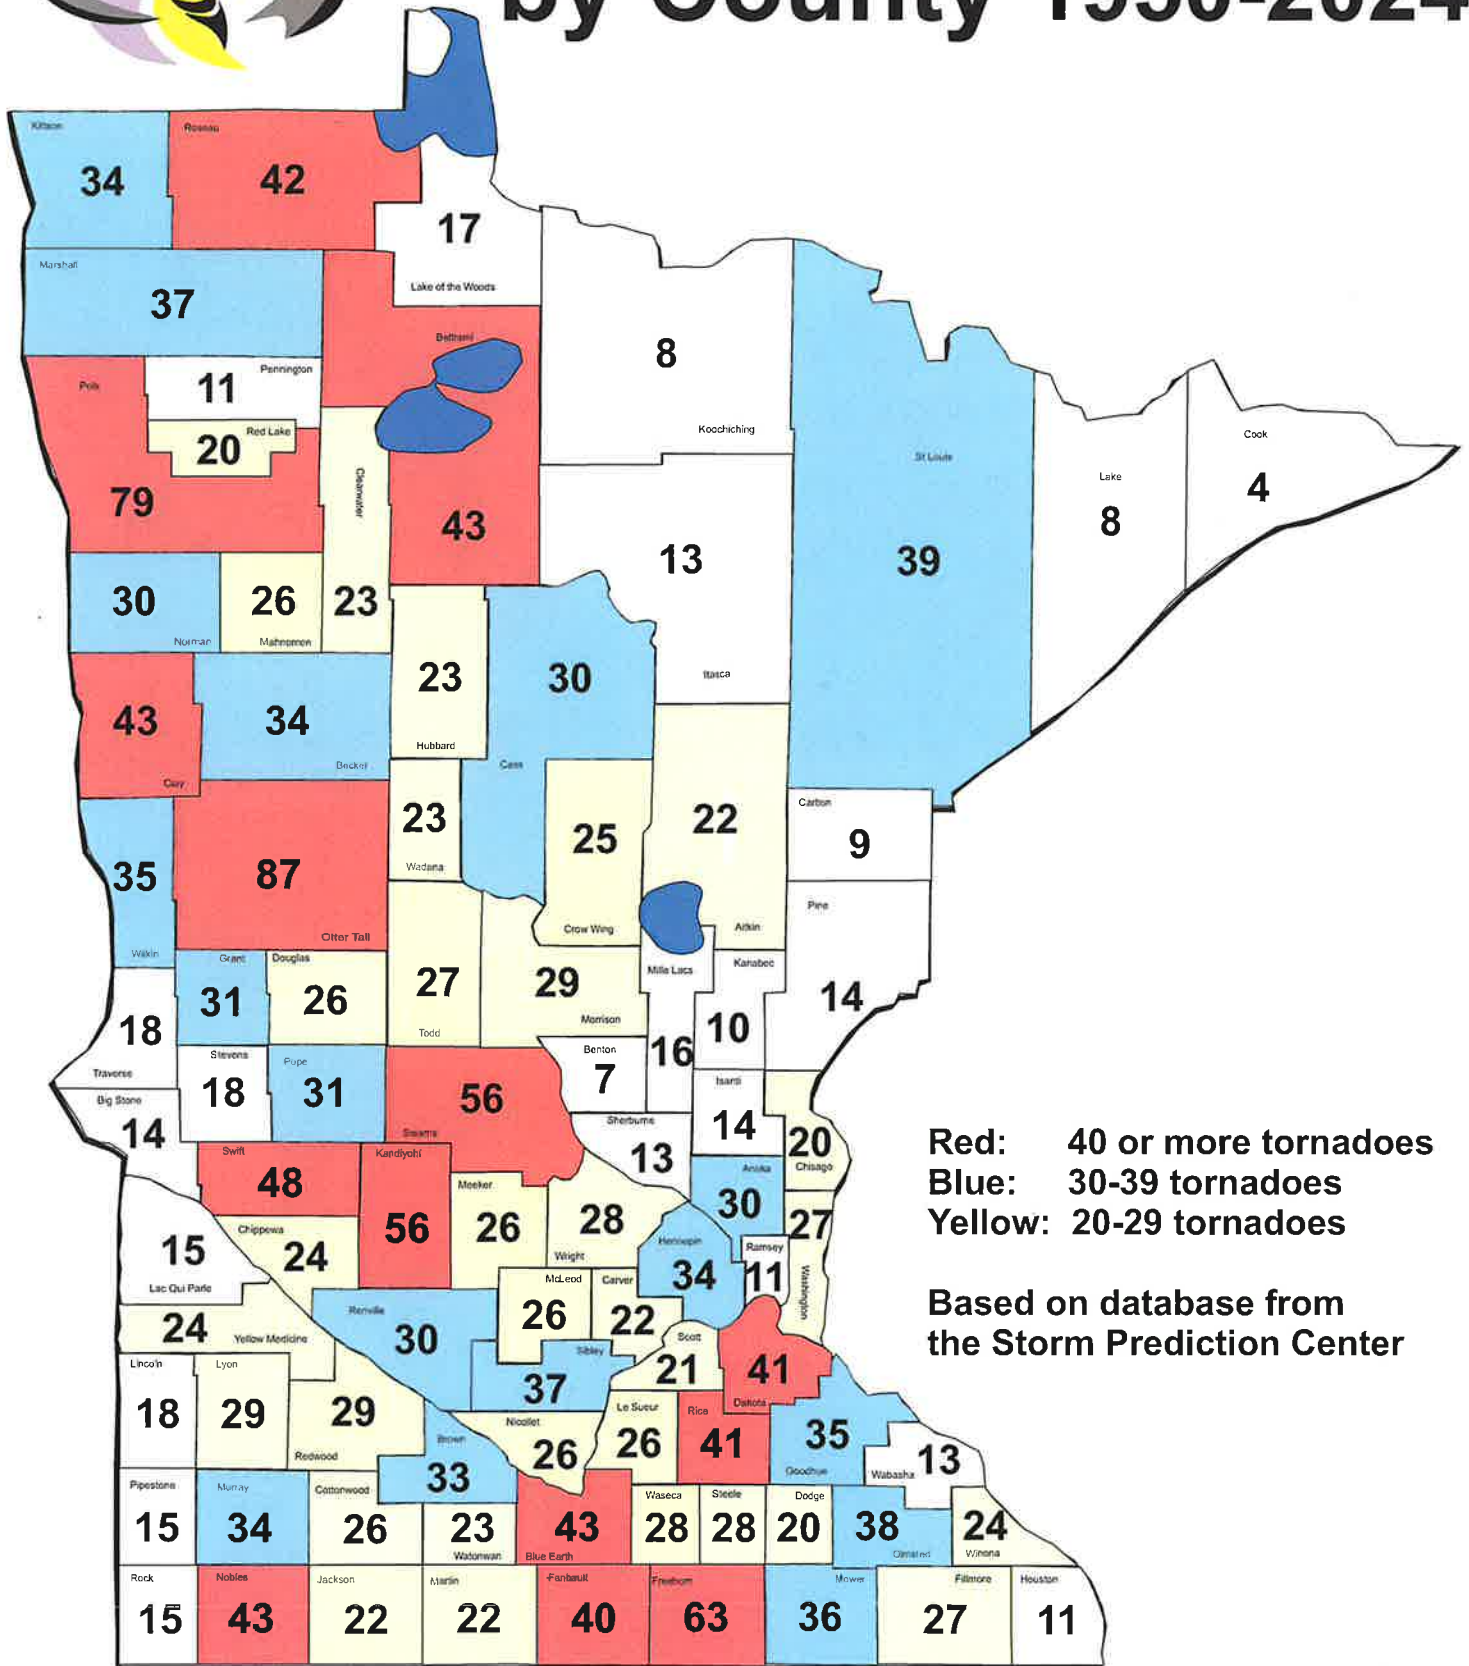 by County 1950-2024
Kittson
34
Roseau
42
17
Lake of the Woods
Marshall
37
Beltrami
43
8
Koochiching
St Louis
39
Lake
8
Cook
4
Polk
79
11
Pennington
Red Lake
20
Clearwater
23
13
Itasca
30
Norman
26
Mahnomen
23
Hubbard
30
Cass
43
Clay
34
Becker
23
Wadena
25
Crow Wing
22
Aitkin
Carlton
9
35
Wilkin
87
Otter Tail
Pine
14
Grant
31
Douglas
26
27
Todd
29
Morrison
Mille Lacs
16
Kanabec
10
18
Traverse
Stevens
18
Pope
31
56
Stearns
Benton
7
Isanti
14
Big Stone
14
Sherburne
13
20
Chisago
Swift
48
Kandiyohi
56
Meeker
26
28
Wright
Anoka
30
27
Washington
Hennepin
34
Ramsey
11
15
Lac Qui Parle
Chippewa
24
24
Yellow Medicine
Renville
30
McLeod
26
Carver
22
Scott
21
Sibley
37
41
Dakota
Lincoln
18
Lyon
29
29
Redwood
Brown
33
Nicollet
26
Le Sueur
26
Rice
41
35
Goodhue
Wabasha
13
Pipestone
15
Murray
34
Cottonwood
26
23
Watonwan
43
Blue Earth
Waseca
28
Steele
28
Dodge
20
38
Olmsted
24
Winona
Rock
15
Nobles
43
Jackson
22
Martin
22
Faribault
40
Freeborn
63
Mower
36
Fillmore
27
Houston
11
Red: 40 or more tornadoes
Blue: 30-39 tornadoes
Yellow: 20-29 tornadoes
Based on database from
the Storm Prediction Center